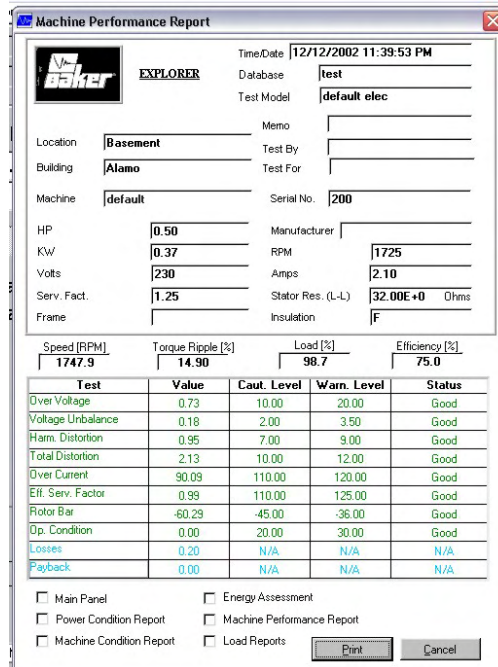 Machine Performance Report
Baker
EXPLORER
Time/Date 12/12/2002 11:39:53 PM
Database test
Test Model default elec
Memo
Location Basement
Test By
Building Alamo
Test For
Machine default
Serial No. 200
HP 0.50
Manufacturer
KW 0.37
RPM 1725
Volts 230
Amps 2.10
Serv. Fact. 1.25
Stator Res. (L-L) 32.00E+0 Ohms
Frame
Insulation F
Speed [RPM] Torque Ripple [%] Load [%] Efficiency [%]
1747.9 14.90 98.7 75.0
Test Value Caut. Level Warn. Level Status
Over Voltage 0.73 10.00 20.00 Good
Voltage Unbalance 0.18 2.00 3.50 Good
Harm. Distortion 0.95 7.00 9.00 Good
Total Distortion 2.13 10.00 12.00 Good
Over Current 90.09 110.00 120.00 Good
Eff. Serv. Factor 0.99 110.00 125.00 Good
Rotor Bar -60.29 -45.00 -36.00 Good
Op. Condition 0.00 20.00 30.00 Good
Losses 0.20 N/A N/A N/A
Payback 0.00 N/A N/A N/A
Main Panel Energy Assessment
Power Condition Report Machine Performance Report
Machine Condition Report Load Reports
Print Cancel